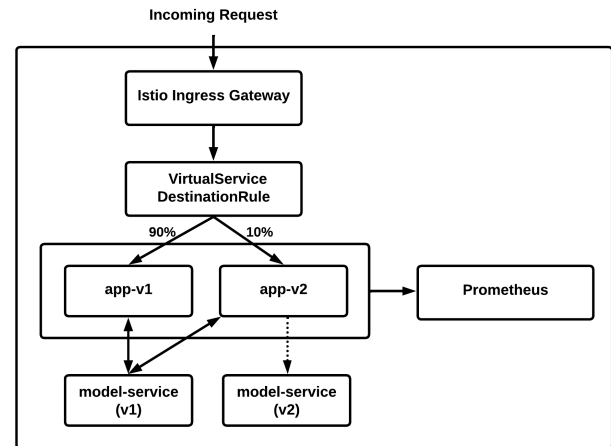 Incoming Request
Istio Ingress Gateway
VirtualService
DestinationRule
90%
10%
app-v1
app-v2
Prometheus
model-service
(v1)
model-service
(v2)